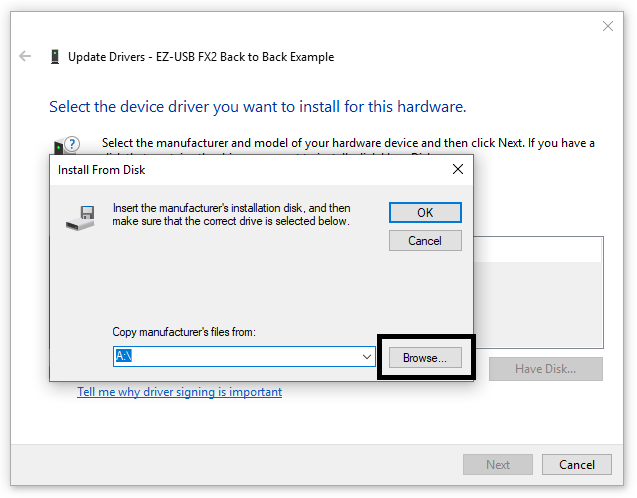 Update Drivers - EZ-USB FX2 Back to Back Example
Select the device driver you want to install for this hardware.
Select the manufacturer and model of your hardware device and then click Next. If you have a
Install From Disk
Insert the manufacturer's installation disk, and then
make sure that the correct drive is selected below.
OK
Cancel
Copy manufacturer's files from:
A:\
Browse...
Have Disk...
Tell me why driver signing is important
Next
Cancel